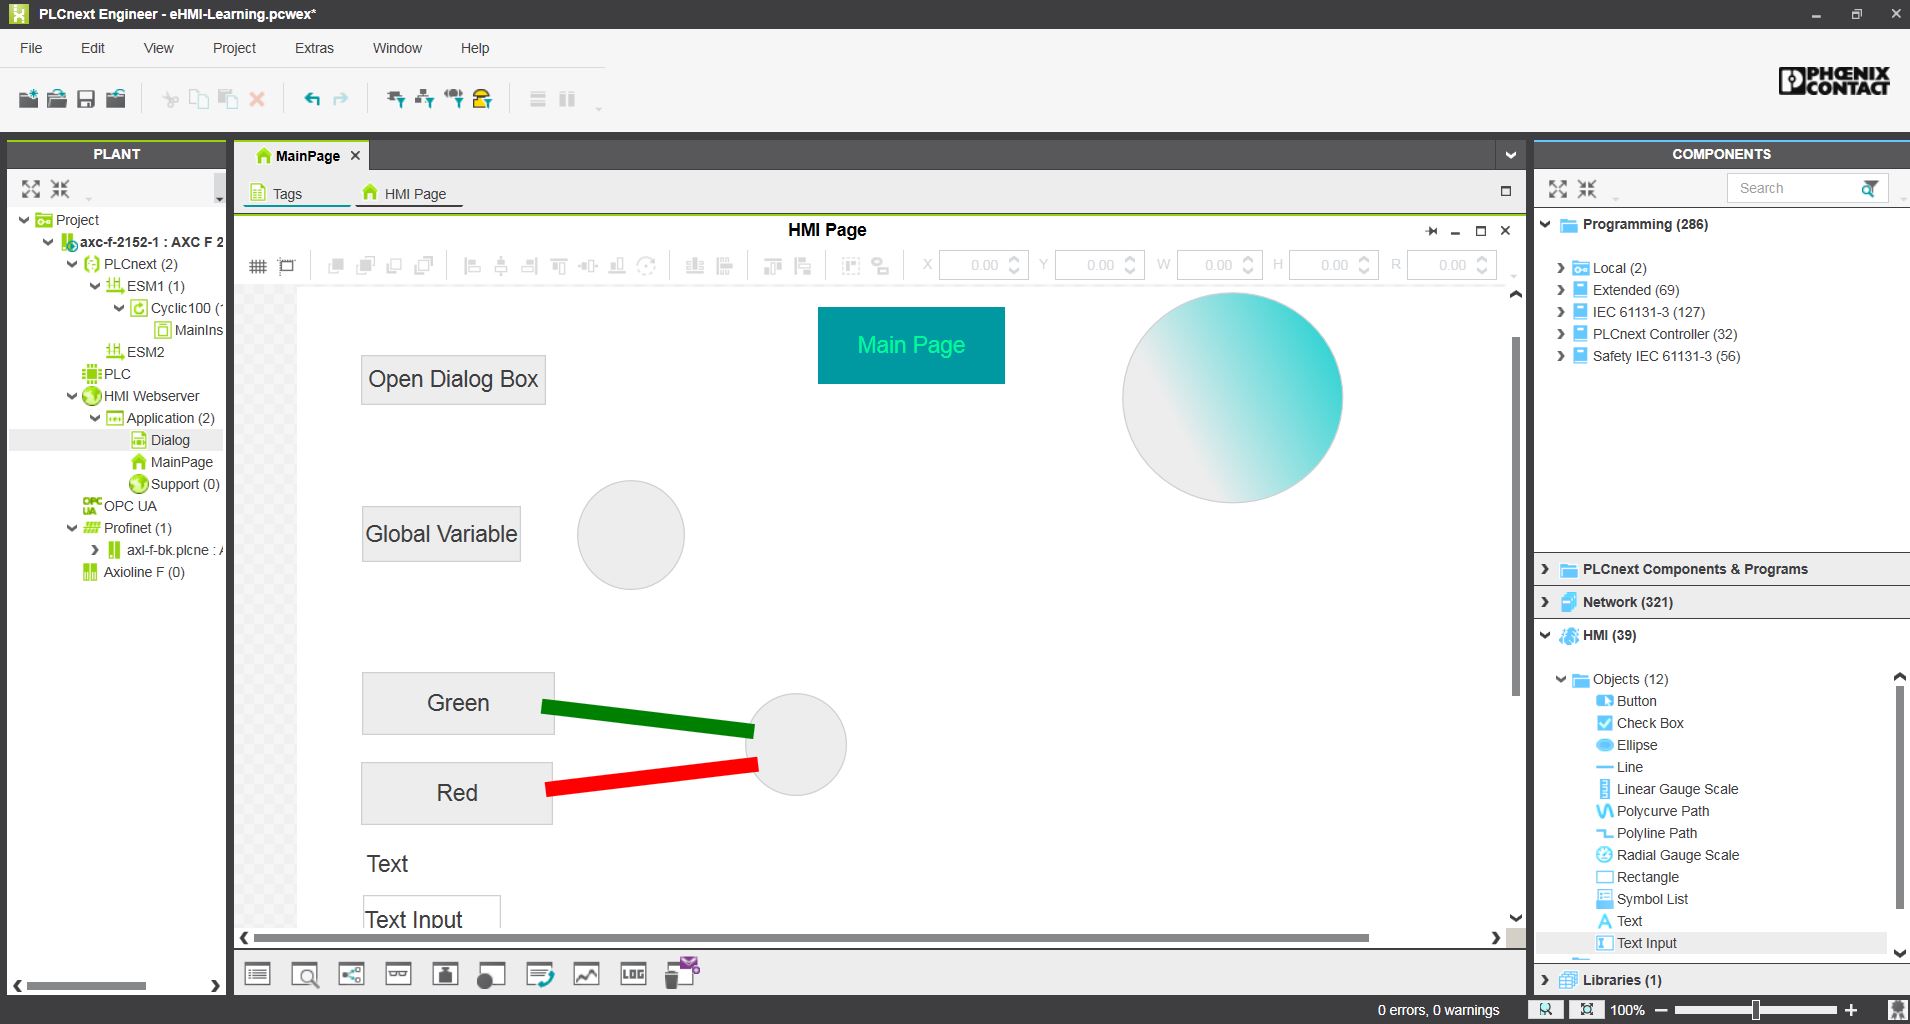 PLCnext Engineer - eHMI-Learning.pcwex*
File Edit View Project Extras Window Help
PHŒNIX
CONTACT
PLANT
Project
axc-f-2152-1 : AXC F 2
PLCnext (2)
ESM1 (1)
Cyclic100 (
MainIns
ESM2
PLC
HMI Webserver
Application (2)
Dialog
MainPage
Support (0)
OPC UA
OPC UA
Profinet (1)
axl-f-bk.plcne : A
Axioline F (0)
MainPage
Tags
HMI Page
HMI Page
X 0.00 Y 0.00 W 0.00 H 0.00 R 0.00
Main Page
Open Dialog Box
Global Variable
Green
Red
Text
Text Input
LOG
COMPONENTS
Search
Programming (286)
Local (2)
Extended (69)
IEC 61131-3 (127)
PLCnext Controller (32)
Safety IEC 61131-3 (56)
PLCnext Components & Programs
Network (321)
HMI (39)
Objects (12)
Button
Check Box
Ellipse
Line
Linear Gauge Scale
Polycurve Path
Polyline Path
Radial Gauge Scale
Rectangle
Symbol List
Text
Text Input
Libraries (1)
0 errors, 0 warnings
100%